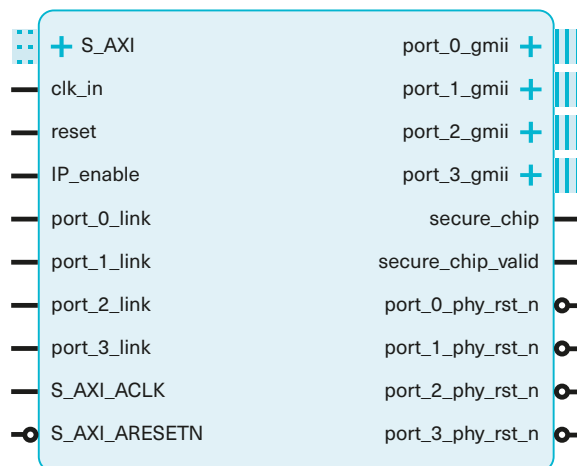 S_AXI
clk_in
reset
IP_enable
port_0_link
port_1_link
port_2_link
port_3_link
S_AXI_ACLK
S_AXI_ARESETN
port_0_gmii
port_1_gmii
port_2_gmii
port_3_gmii
secure_chip
secure_chip_valid
port_0_phy_rst_n
port_1_phy_rst_n
port_2_phy_rst_n
port_3_phy_rst_n